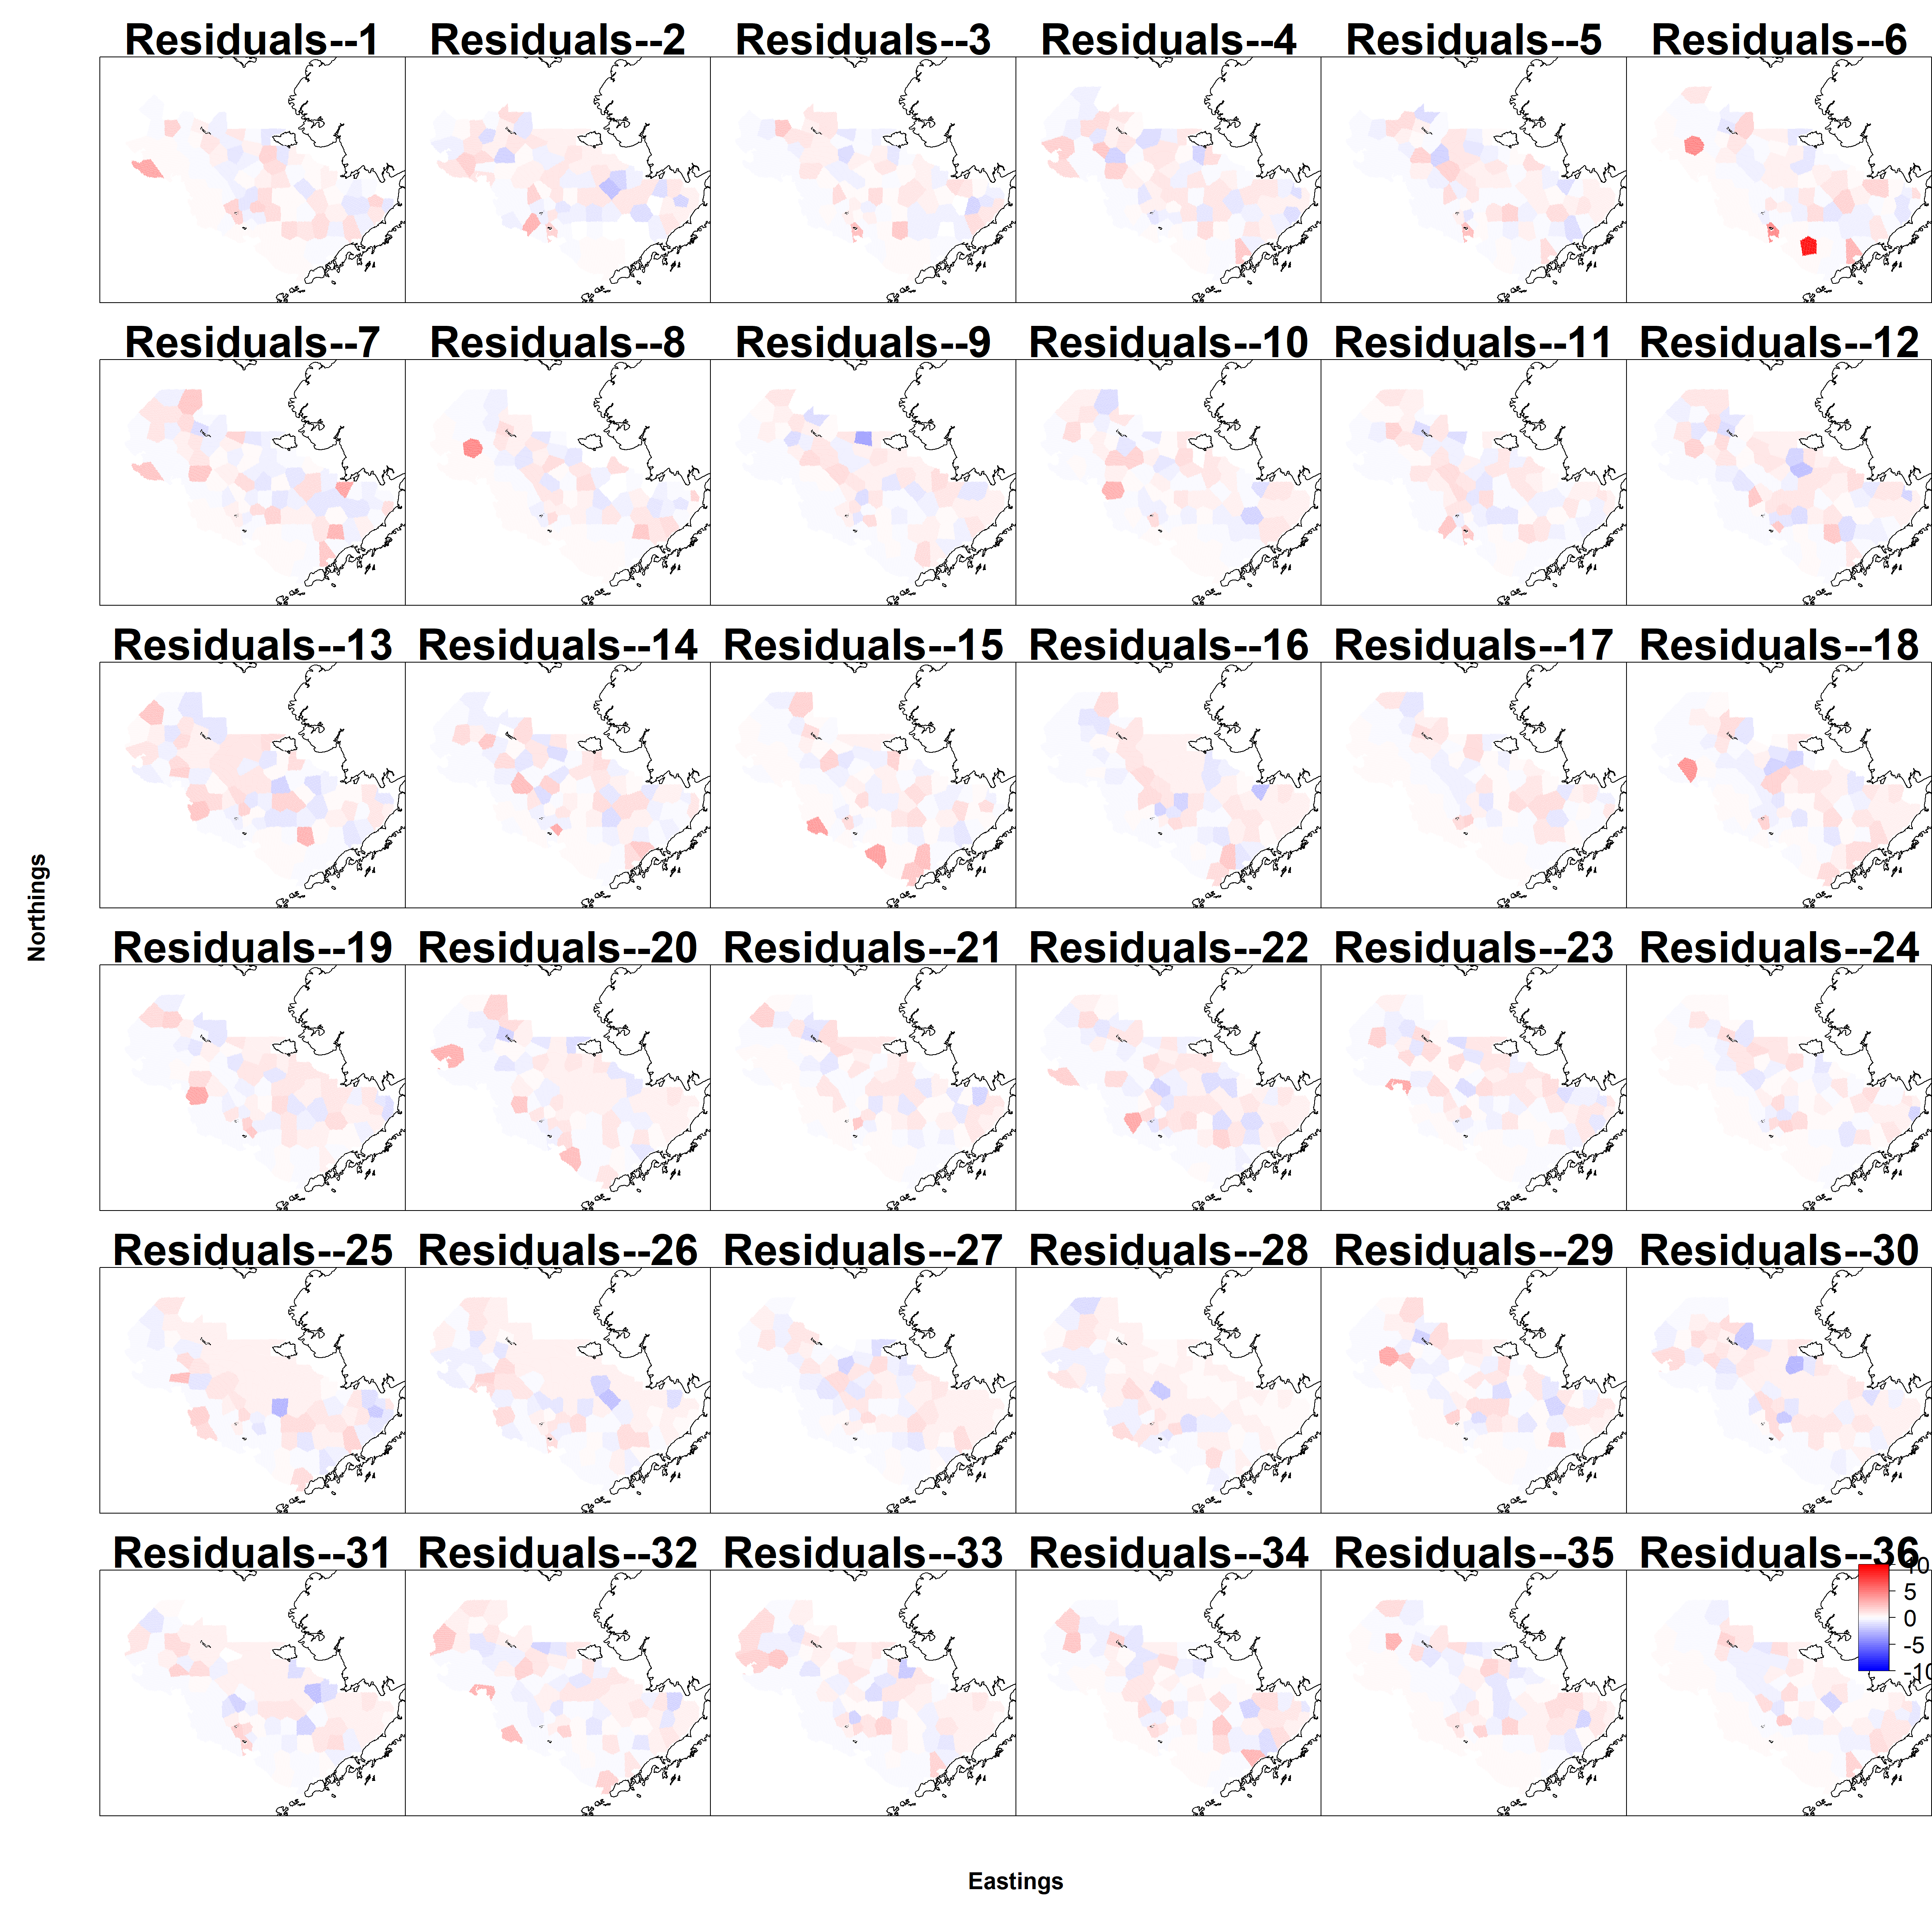 Residuals--1 Residuals--2 Residuals--3 Residuals--4 Residuals--5 Residuals--6
Residuals--7 Residuals--8 Residuals--9 Residuals--10 Residuals--11 Residuals--12
Residuals--13 Residuals--14 Residuals--15 Residuals--16 Residuals--17 Residuals--18
Northings
Residuals--19 Residuals--20 Residuals--21 Residuals--22 Residuals--23 Residuals--24
Residuals--25 Residuals--26 Residuals--27 Residuals--28 Residuals--29 Residuals--30
Residuals--31 Residuals--32 Residuals--33 Residuals--34 Residuals--35 Residuals--36
10
5
0
-5
-10
Eastings